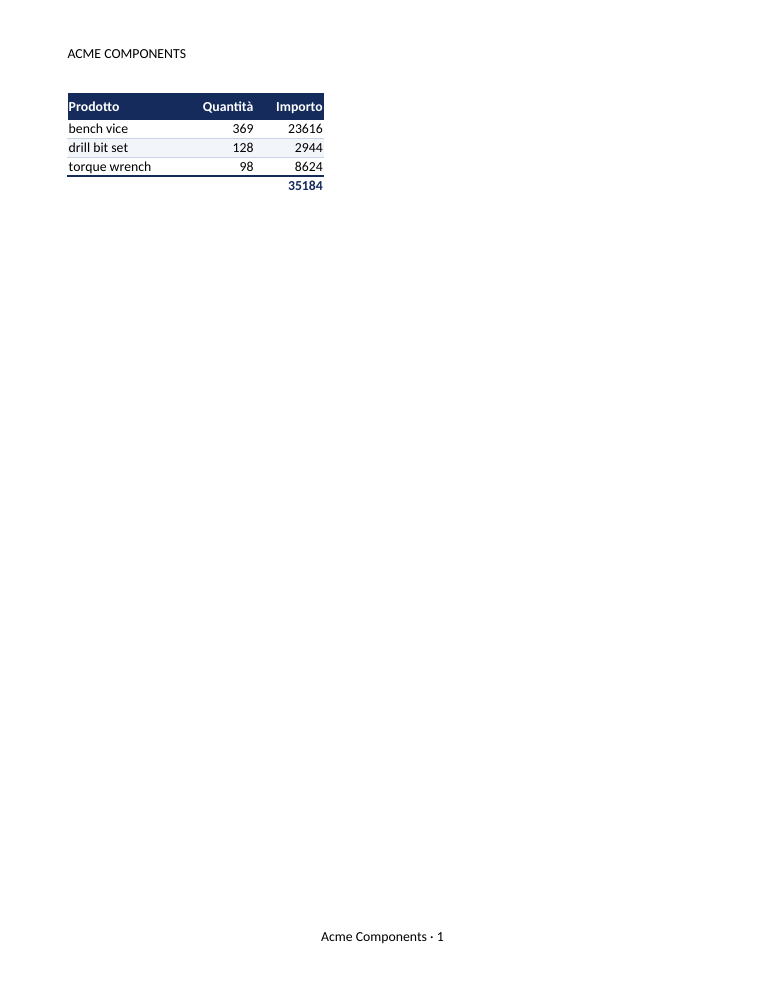 ACME COMPONENTS
Prodotto Quantità Importo
bench vice 369 23616
drill bit set 128 2944
torque wrench 98 8624
35184
Acme Components · 1